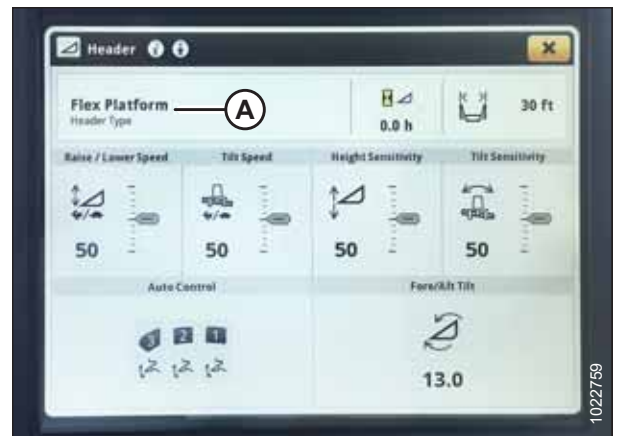 Header
Flex Platform
A
Header Type
0.0 h
30 ft
Raise / Lower Speed
Tilt Speed
Height Sensitivity
Tilt Sensitivity
50
50
50
50
Auto Control
Fore/Aft Tilt
3 2 1
13.0
1022759